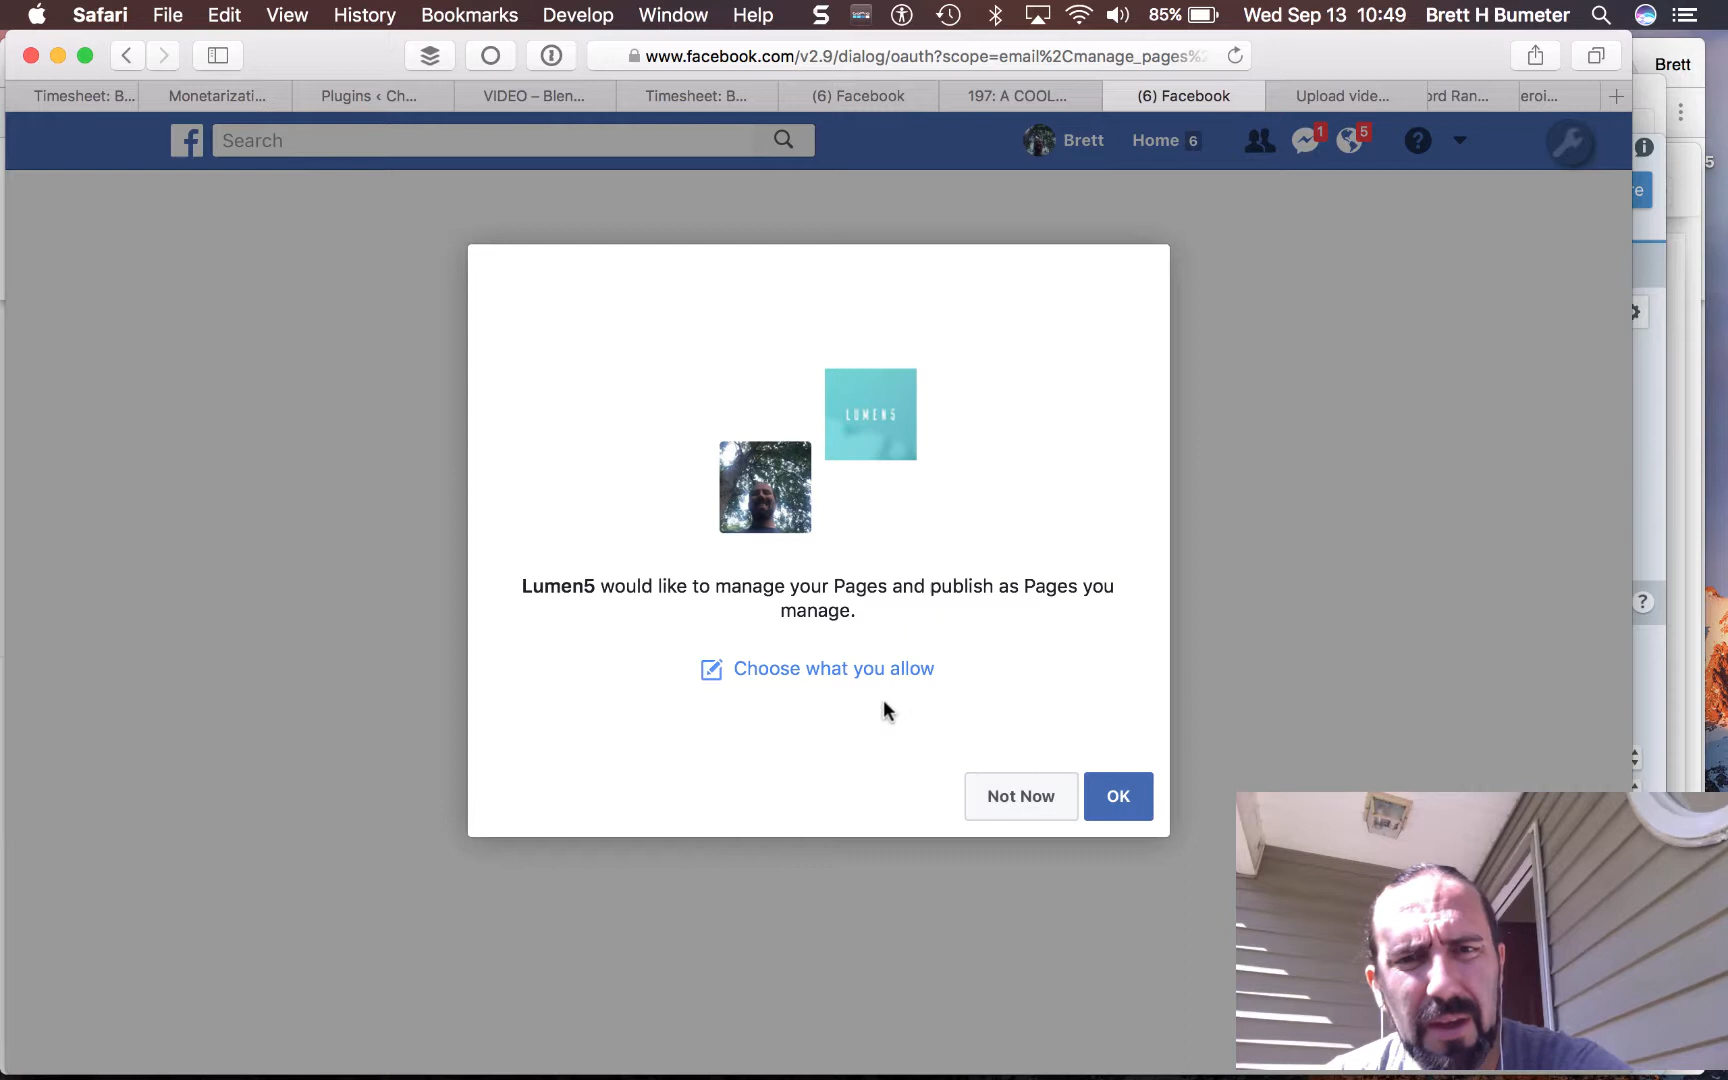 Safari File Edit View History Bookmarks Develop Window Help 85% Wed Sep 13 10:49 Brett H Bumeter
www.facebook.com/v2.9/dialog/oauth?scope=email%2Cmanage_pages%2
Brett
Timesheet: B... Monetarizati... Plugins ‹ Ch... VIDEO – Blen... Timesheet: B... (6) Facebook 197: A COOL... (6) Facebook Upload vide... ord Ran... eroi...
f Search Brett Home 6 1 5 ?
5
re
LUMEN5
Lumen5 would like to manage your Pages and publish as Pages you
manage.
?
Choose what you allow
Not Now OK